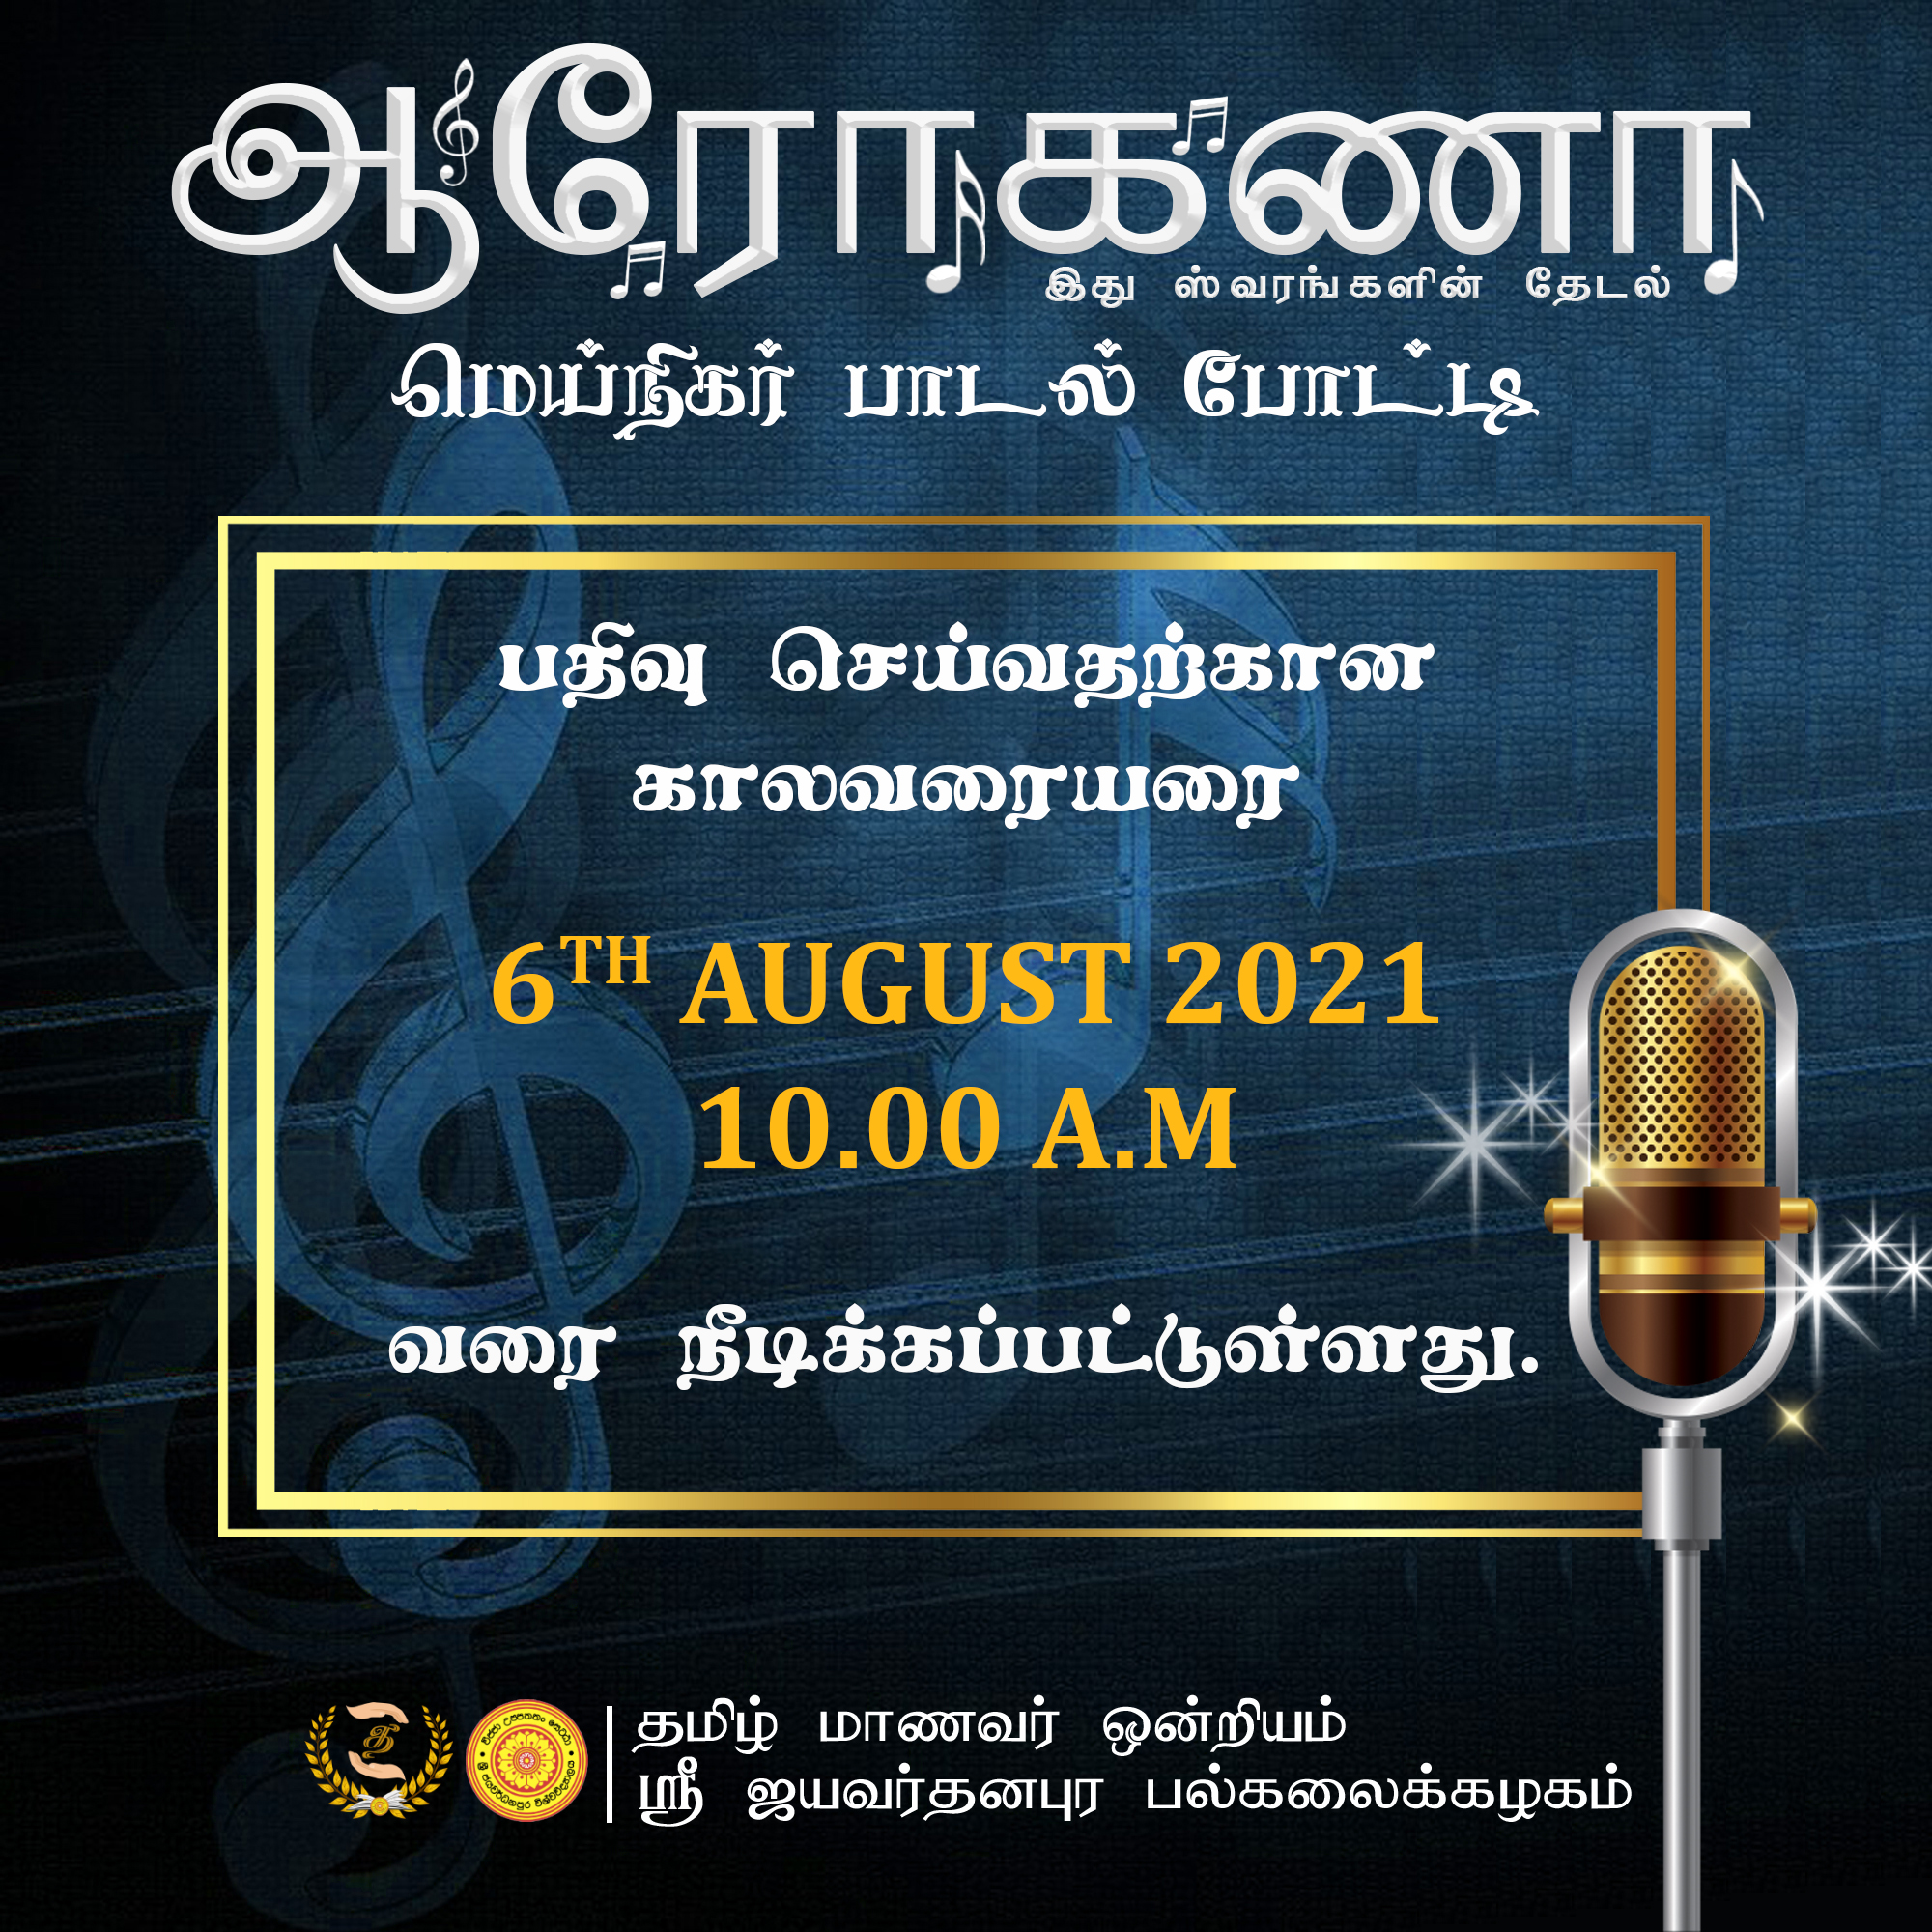 ஆரோகணா
இது ஸ்வரங்களின் தேடல்
மெய்நிகர் பாடல் போட்டி
பதிவு செய்வதற்கான
காலவரையரை
6TH AUGUST 2021
10.00 A.M
வரை நீடிக்கப்பட்டுள்ளது.
த
தமிழ் மாணவர் ஒன்றியம்
ஸ்ரீ ஜயவர்தனபுர பல்கலைக்கழகம்